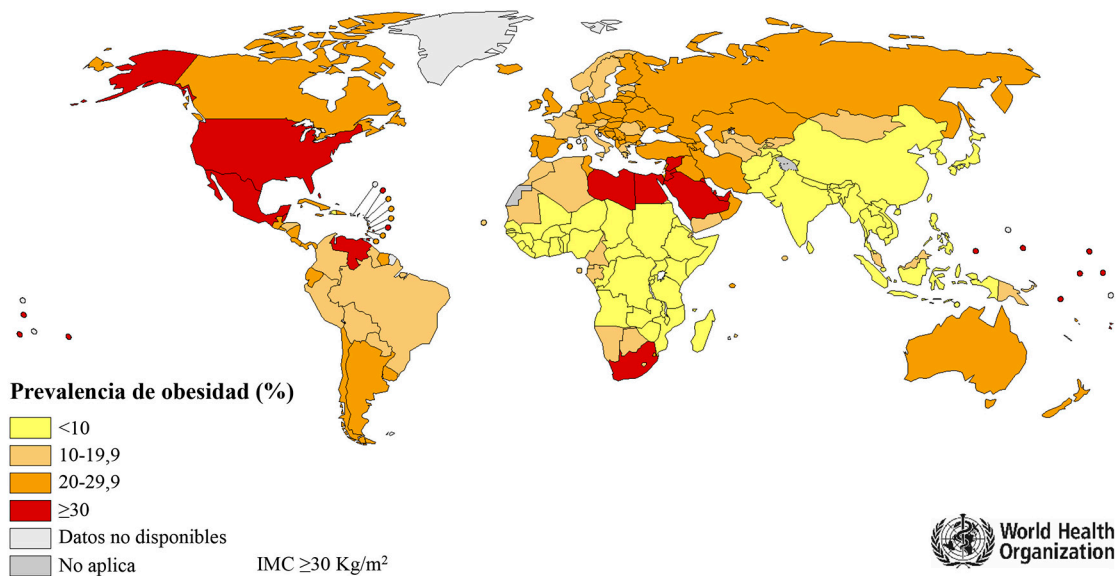 Prevalencia de obesidad (%)
<10
10-19,9
20-29,9
≥30
Datos no disponibles
No aplica
IMC ≥30 Kg/m²
World Health
Organization